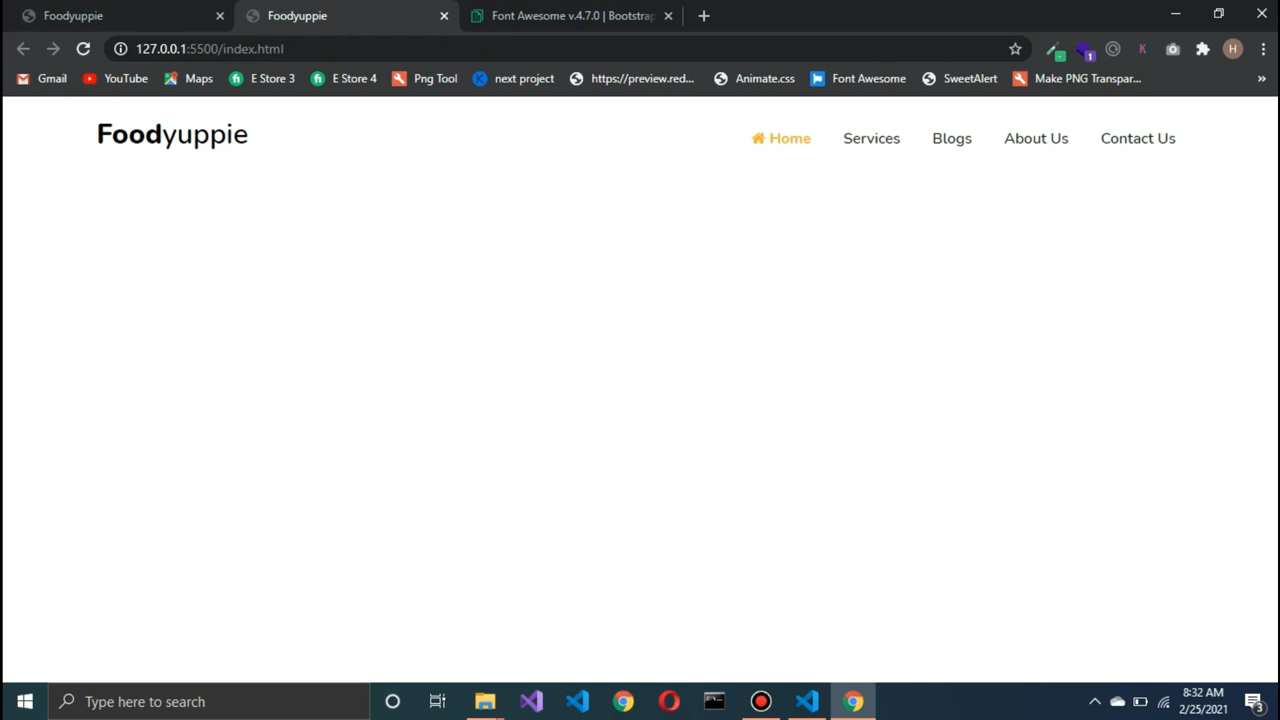 Foodyuppie
Foodyuppie
Font Awesome v.4.7.0 | Bootstrap
127.0.0.1:5500/index.html
Gmail
YouTube
Maps
E Store 3
E Store 4
Png Tool
next project
https://preview.red...
Animate.css
Font Awesome
SweetAlert
Make PNG Transpar...
»
Foodyuppie
Home
Services
Blogs
About Us
Contact Us
Type here to search
8:32 AM
2/25/2021
3